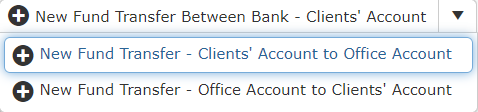 New Fund Transfer Between Bank - Clients' Account
New Fund Transfer - Clients' Account to Office Account
New Fund Transfer - Office Account to Clients' Account